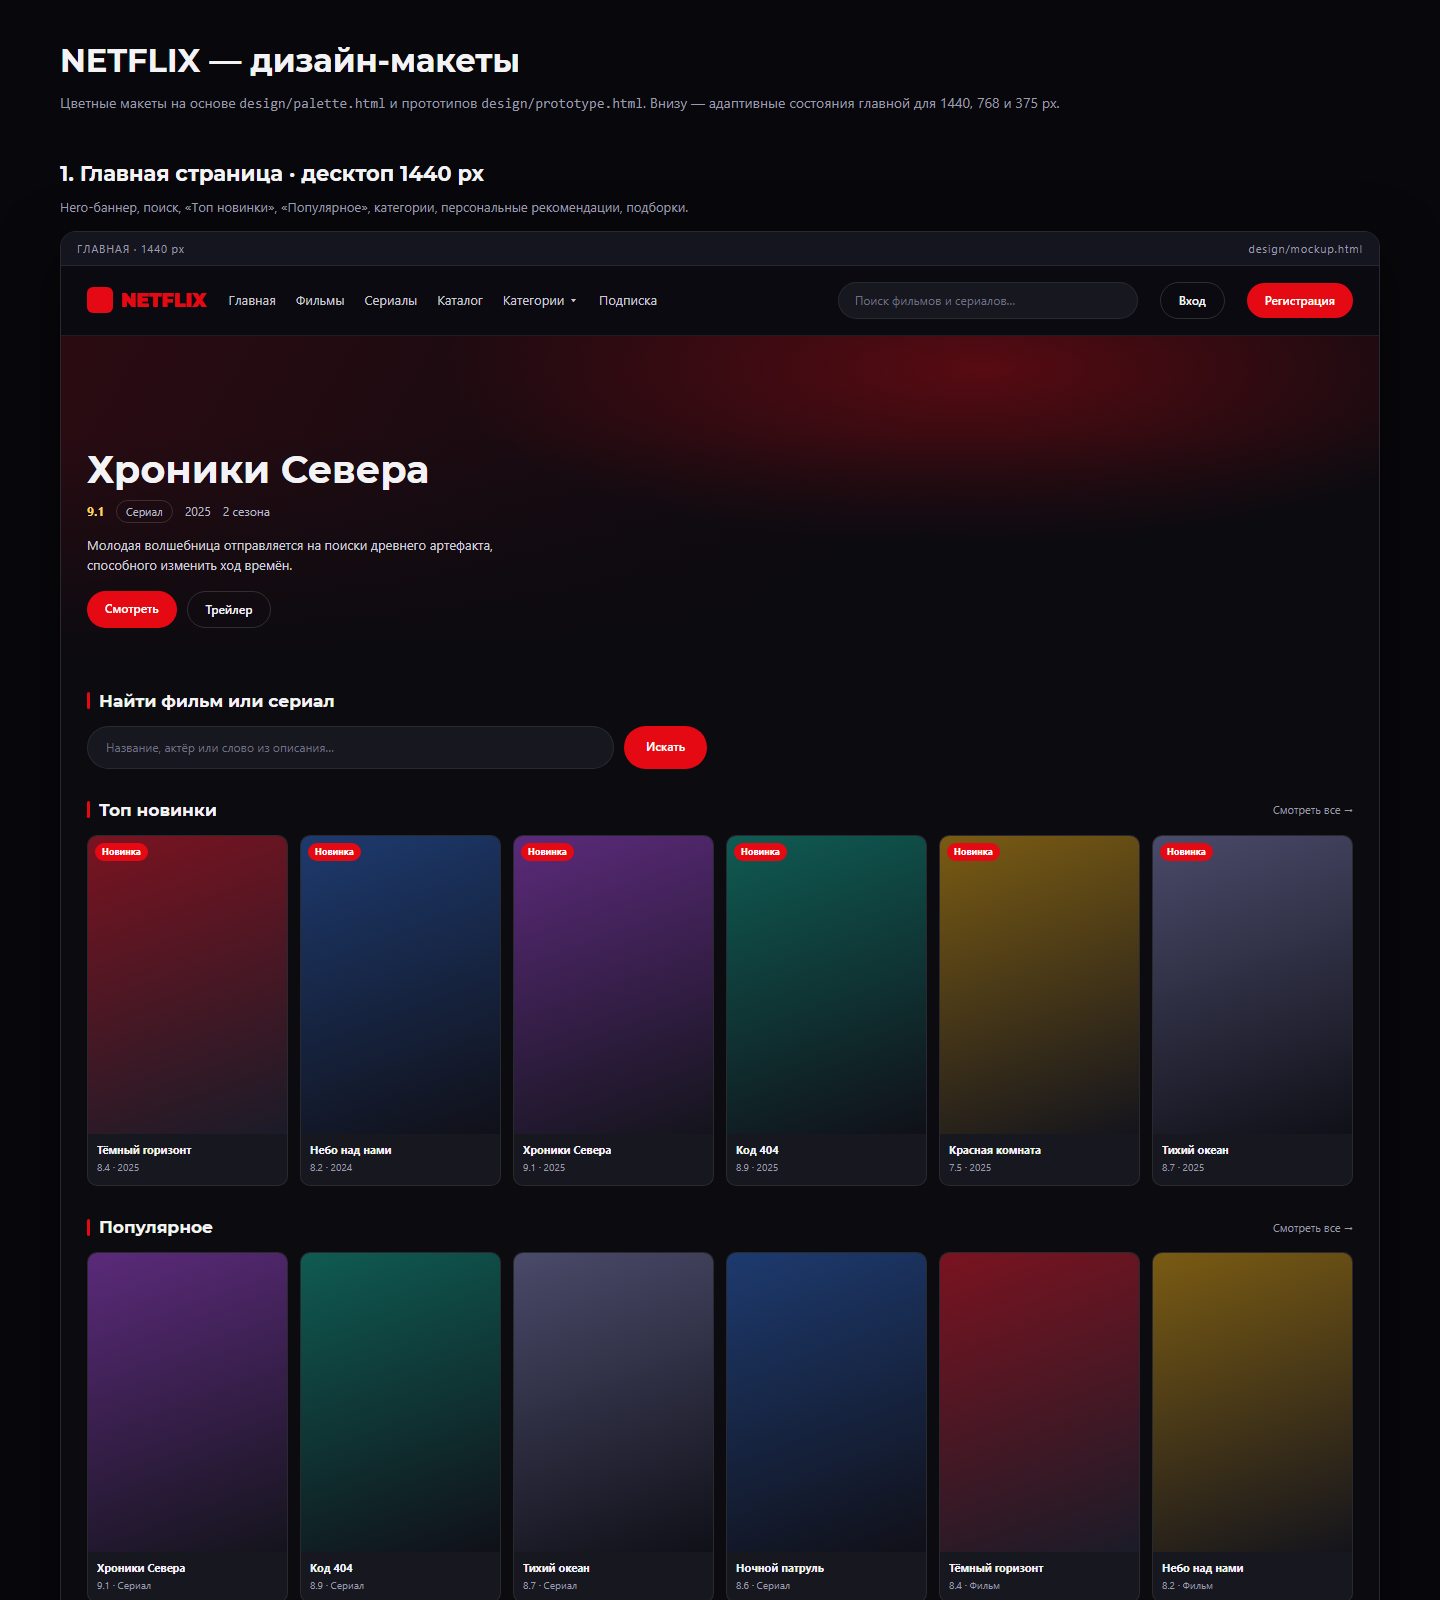 NETFLIX — дизайн-макеты
Цветные макеты на основе design/palette.html и прототипов design/prototype.html. Внизу — адаптивные состояния главной для 1440, 768 и 375 px.
1. Главная страница · десктоп 1440 px
Hero-баннер, поиск, «Топ новинки», «Популярное», категории, персональные рекомендации, подборки.
ГЛАВНАЯ · 1440 px design/mockup.html
NETFLIX Главная Фильмы Сериалы Каталог Категории ▾ Подписка Поиск фильмов и сериалов… Вход Регистрация
Хроники Севера
9.1 Сериал 2025 2 сезона
Молодая волшебница отправляется на поиски древнего артефакта,
способного изменить ход времён.
Смотреть Трейлер
Найти фильм или сериал
Название, актёр или слово из описания… Искать
Топ новинки Смотреть все →
Новинка Новинка Новинка Новинка Новинка Новинка
Тёмный горизонт Небо над нами Хроники Севера Код 404 Красная комната Тихий океан
8.4 · 2025 8.2 · 2024 9.1 · 2025 8.9 · 2025 7.5 · 2025 8.7 · 2025
Популярное Смотреть все →
Хроники Севера Код 404 Тихий океан Ночной патруль Тёмный горизонт Небо над нами
9.1 · Сериал 8.9 · Сериал 8.7 · Сериал 8.6 · Сериал 8.4 · Фильм 8.2 · Фильм